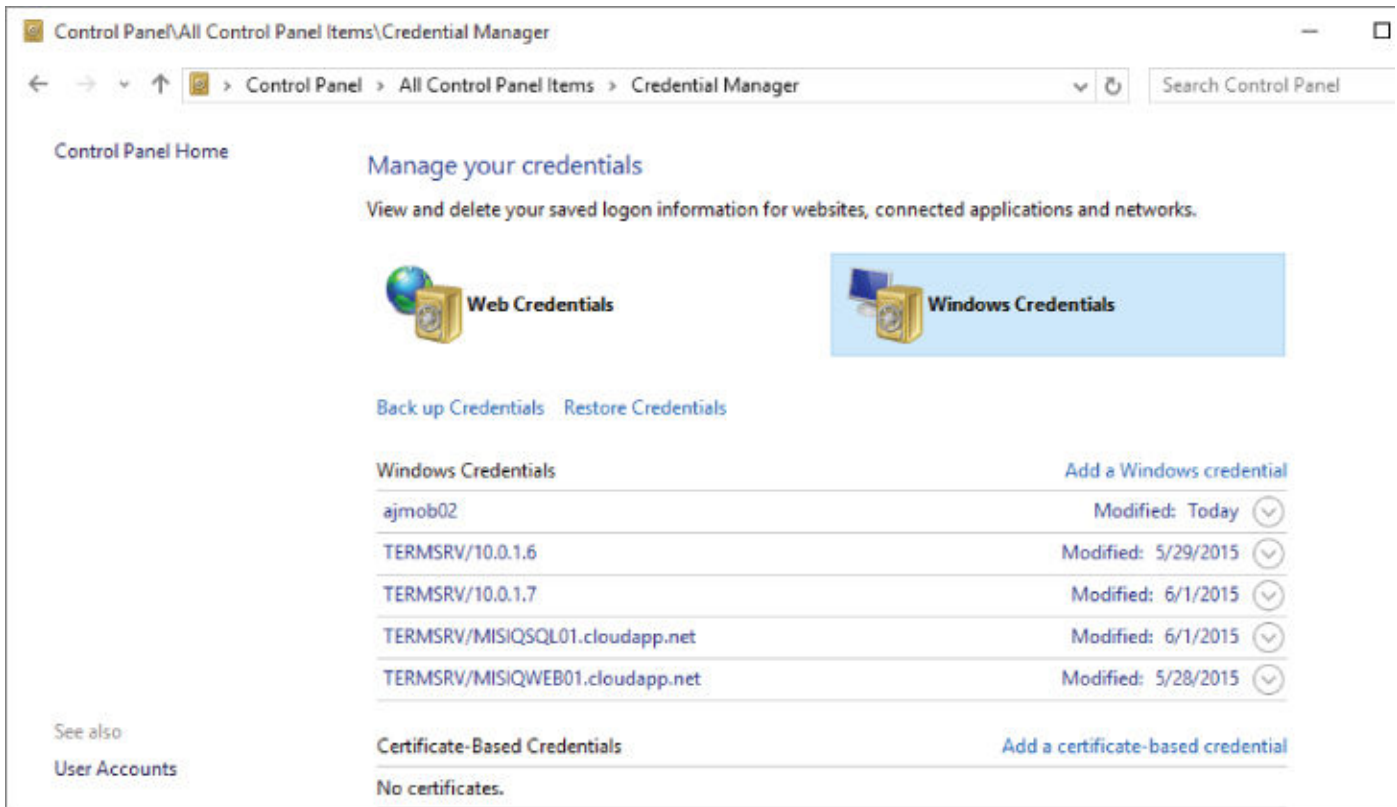 Control Panel\All Control Panel Items\Credential Manager
Control Panel > All Control Panel Items > Credential Manager
Search Control Panel
Control Panel Home
Manage your credentials
View and delete your saved logon information for websites, connected applications and networks.
Web Credentials
Windows Credentials
Back up Credentials Restore Credentials
Windows Credentials Add a Windows credential
ajmob02 Modified: Today
TERMSRV/10.0.1.6 Modified: 5/29/2015
TERMSRV/10.0.1.7 Modified: 6/1/2015
TERMSRV/MISIQSQL01.cloudapp.net Modified: 6/1/2015
TERMSRV/MISIQWEB01.cloudapp.net Modified: 5/28/2015
See also
User Accounts
Certificate-Based Credentials Add a certificate-based credential
No certificates.